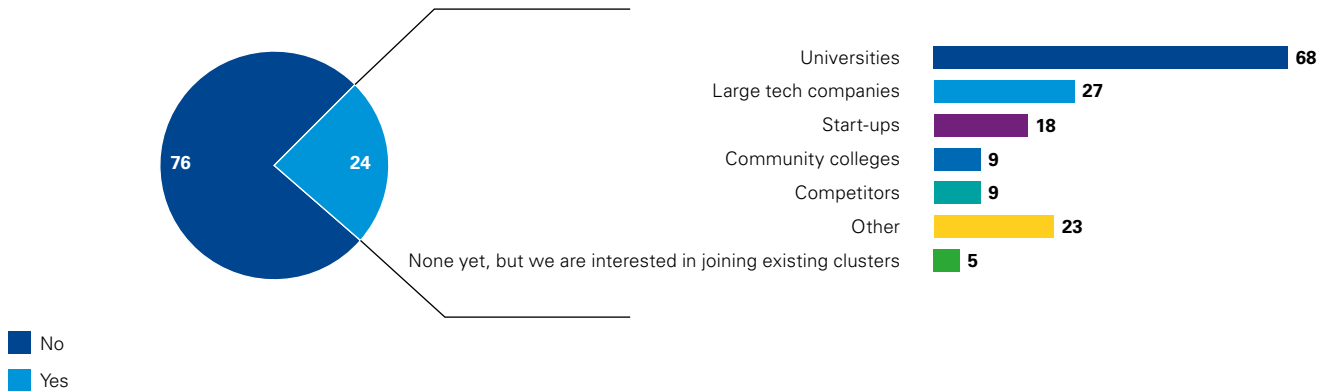 76
24
Universities 68
Large tech companies 27
Start-ups 18
Community colleges 9
Competitors 9
Other 23
None yet, but we are interested in joining existing clusters 5
No
Yes